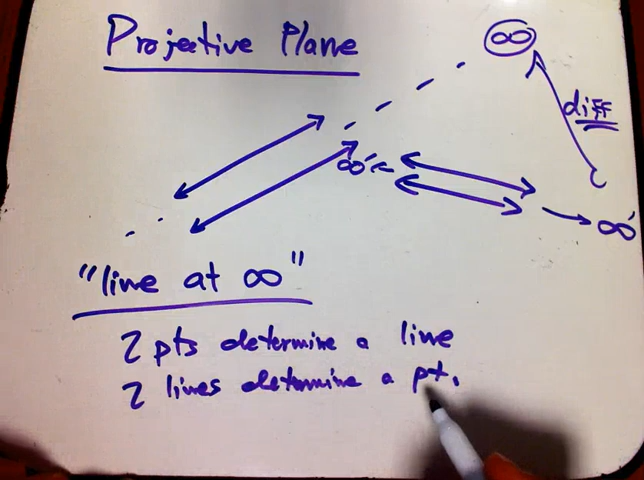 Projective Plane
∞
diff
∞' ←
→ ∞'
"line at ∞"
2 pts determine a line
2 lines determine a pt.